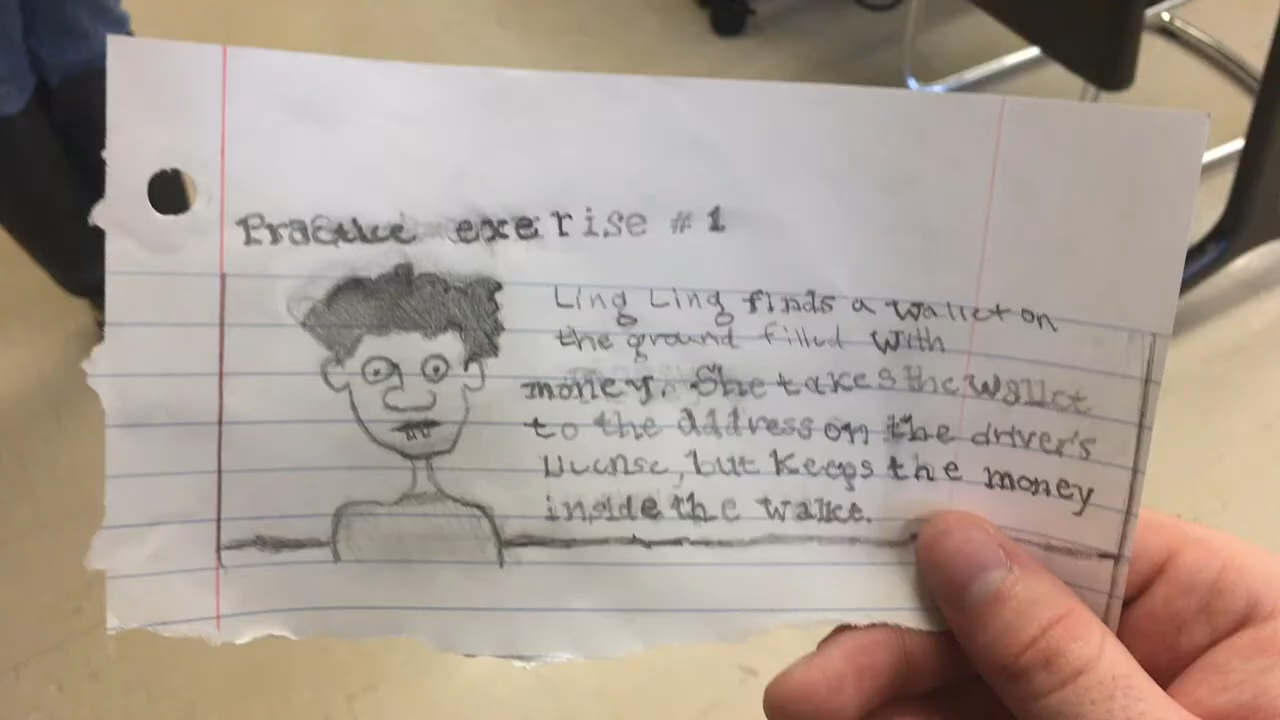 Practice exerise #1
Ling Ling finds a wallet on
the ground filled with
money. She takes the wallet
to the address on the driver's
license, but keeps the money
inside the wallet.